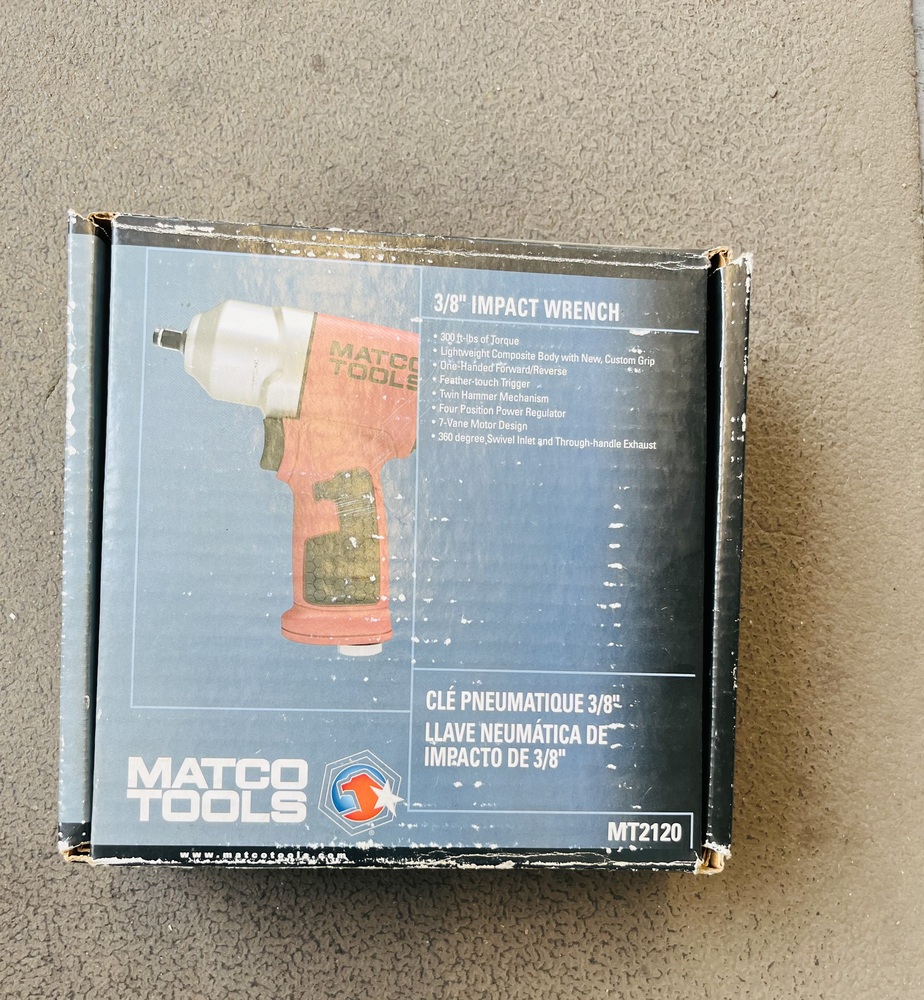 3/8" IMPACT WRENCH
• 300 ft-lbs of Torque
• Lightweight Composite Body with New, Custom Grip
• One-Handed Forward/Reverse
• Feather-touch Trigger
• Twin Hammer Mechanism
• Four Position Power Regulator
• 7-Vane Motor Design
• 360 degree Swivel Inlet and Through-handle Exhaust
MATCO
TOOLS
CLÉ PNEUMATIQUE 3/8"
LLAVE NEUMÁTICA DE
IMPACTO DE 3/8"
MATCO
TOOLS
®
MT2120
www.matcotools.com